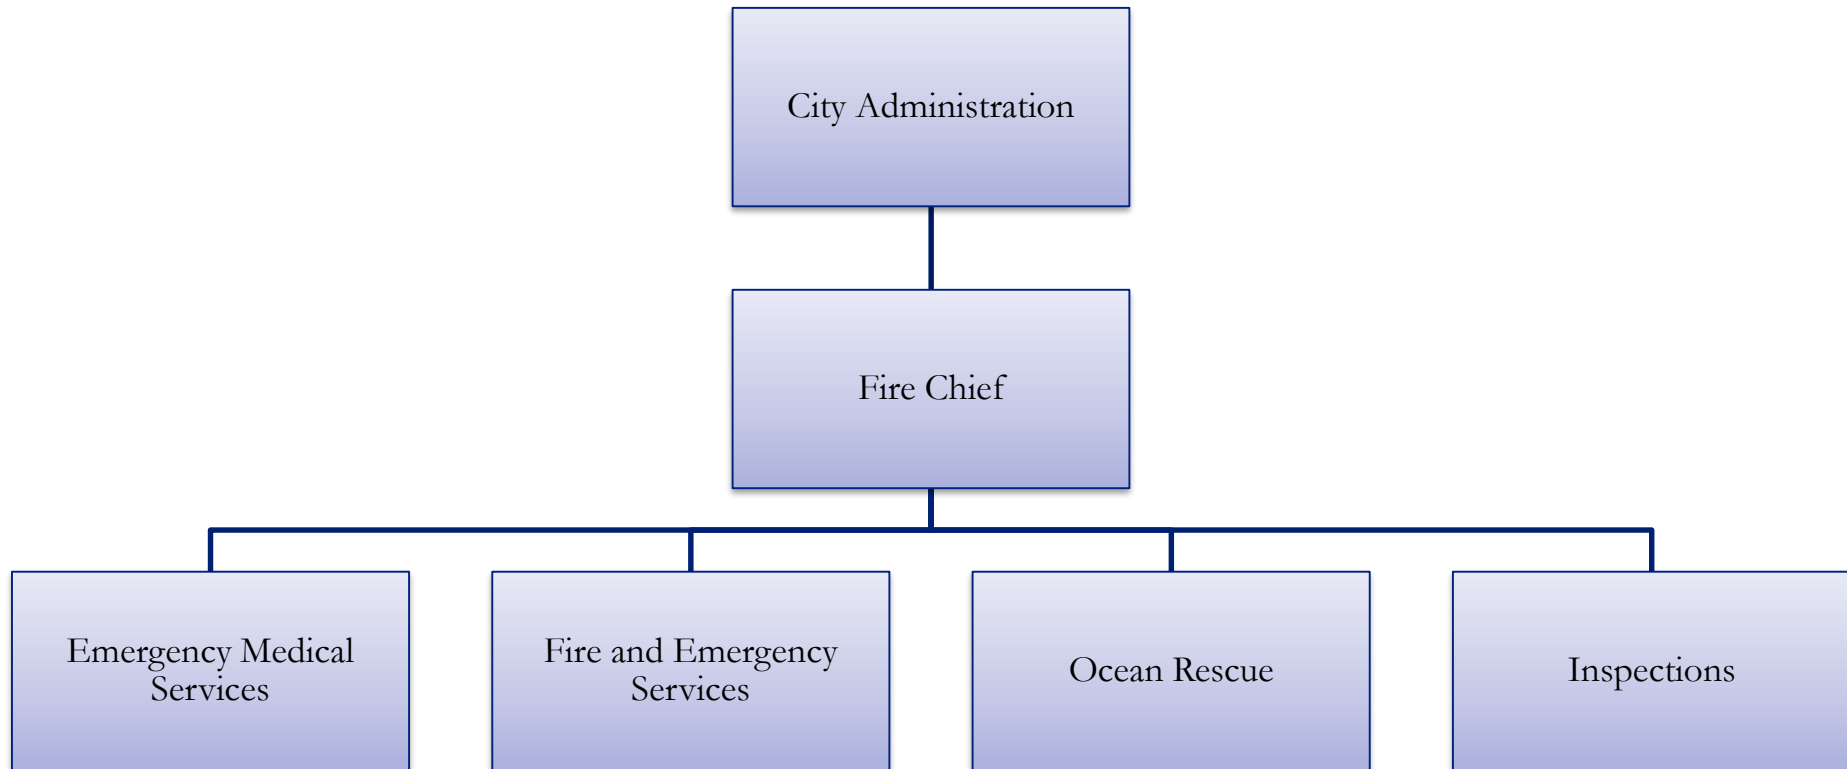 City Administration
Fire Chief
Emergency Medical
Services
Fire and Emergency
Services
Ocean Rescue
Inspections